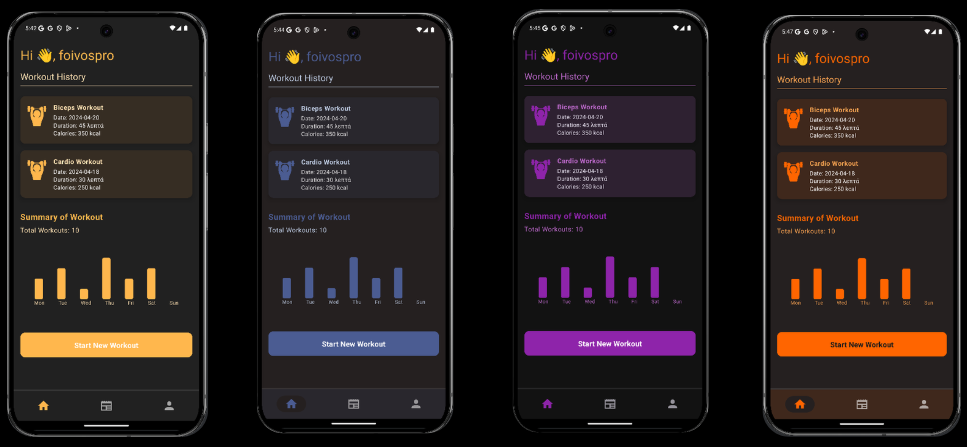 5:42
Hi 👋, foivospro
Workout History
Biceps Workout
Date: 2024-04-20
Duration: 45 λεπτά
Calories: 350 kcal
Cardio Workout
Date: 2024-04-18
Duration: 30 λεπτά
Calories: 250 kcal
Summary of Workout
Total Workouts: 10
Mon Tue Wed Thu Fri Sat Sun
Start New Workout
5:44
Hi 👋, foivospro
Workout History
Biceps Workout
Date: 2024-04-20
Duration: 45 λεπτά
Calories: 350 kcal
Cardio Workout
Date: 2024-04-18
Duration: 30 λεπτά
Calories: 250 kcal
Summary of Workout
Total Workouts: 10
Mon Tue Wed Thu Fri Sat Sun
Start New Workout
5:45
Hi 👋, foivospro
Workout History
Biceps Workout
Date: 2024-04-20
Duration: 45 λεπτά
Calories: 350 kcal
Cardio Workout
Date: 2024-04-18
Duration: 30 λεπτά
Calories: 250 kcal
Summary of Workout
Total Workouts: 10
Mon Tue Wed Thu Fri Sat Sun
Start New Workout
5:47
Hi 👋, foivospro
Workout History
Biceps Workout
Date: 2024-04-20
Duration: 45 λεπτά
Calories: 350 kcal
Cardio Workout
Date: 2024-04-18
Duration: 30 λεπτά
Calories: 250 kcal
Summary of Workout
Total Workouts: 10
Mon Tue Wed Thu Fri Sat Sun
Start New Workout